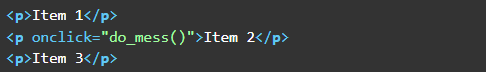 <p>Item 1</p>
<p onclick="do_mess()">Item 2</p>
<p>Item 3</p>